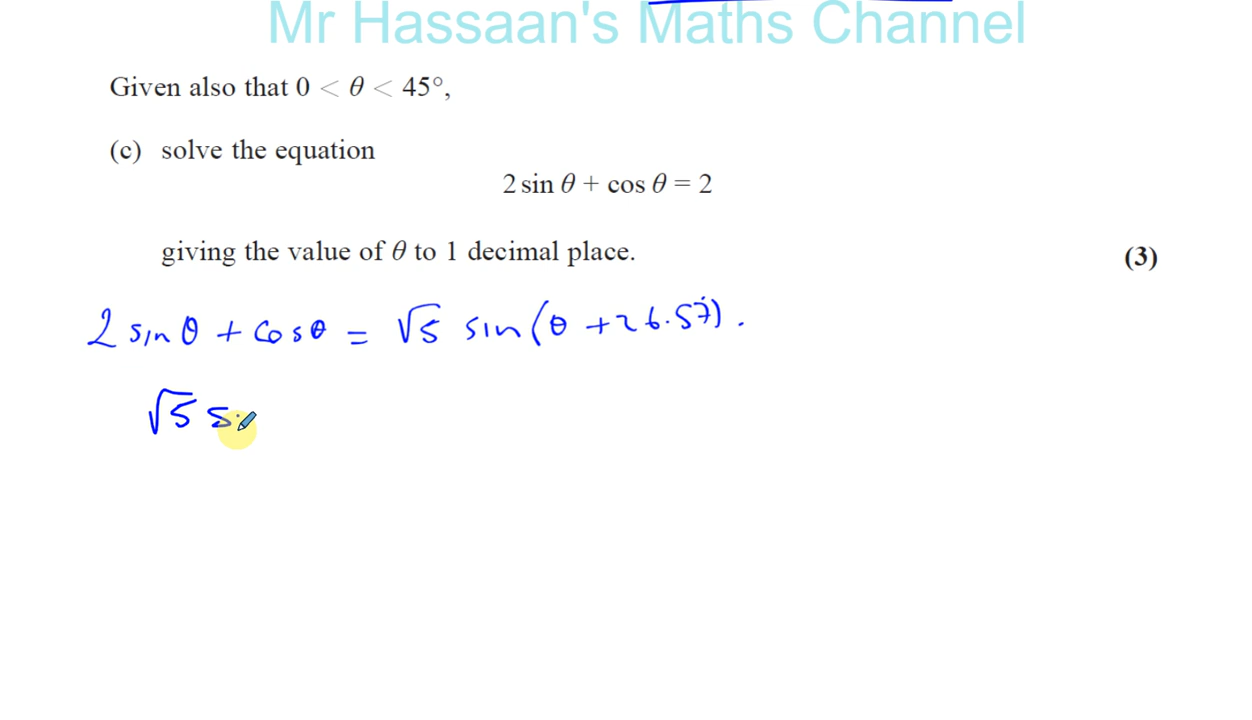 Mr Hassaan's Maths Channel
Given also that 0 < θ < 45°,
(c) solve the equation
2 sin θ + cos θ = 2
giving the value of θ to 1 decimal place.
(3)
2 sin θ + cos θ = √5 sin(θ + 26.57).
√5 s